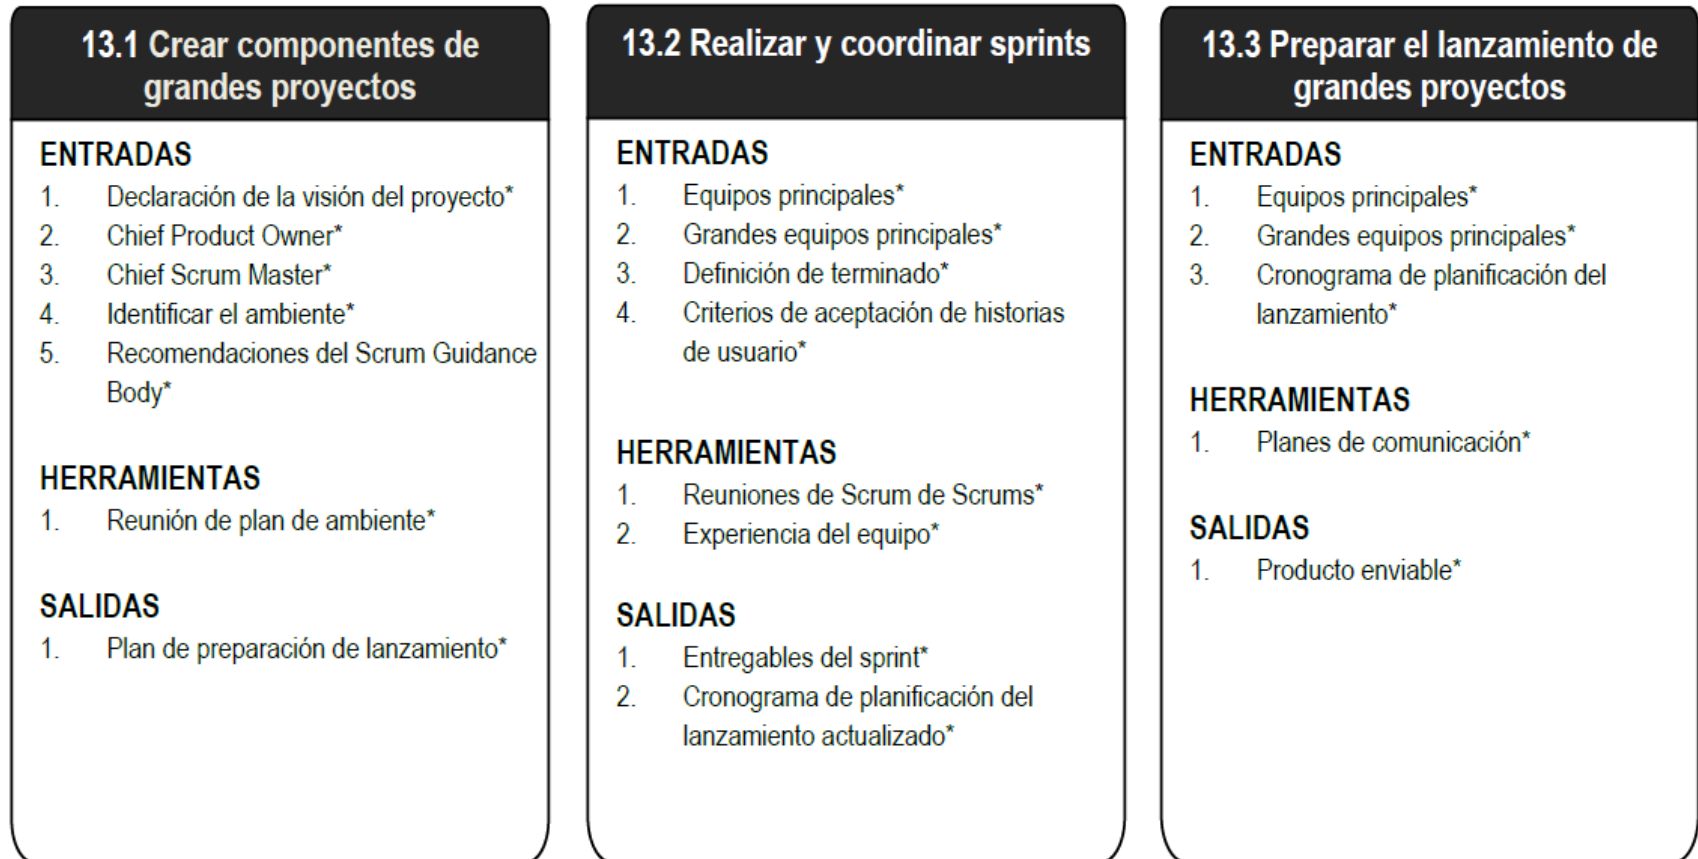 13.1 Crear componentes de
grandes proyectos
ENTRADAS
1. Declaración de la visión del proyecto*
2. Chief Product Owner*
3. Chief Scrum Master*
4. Identificar el ambiente*
5. Recomendaciones del Scrum Guidance
Body*
HERRAMIENTAS
1. Reunión de plan de ambiente*
SALIDAS
1. Plan de preparación de lanzamiento*
13.2 Realizar y coordinar sprints
ENTRADAS
1. Equipos principales*
2. Grandes equipos principales*
3. Definición de terminado*
4. Criterios de aceptación de historias
de usuario*
HERRAMIENTAS
1. Reuniones de Scrum de Scrums*
2. Experiencia del equipo*
SALIDAS
1. Entregables del sprint*
2. Cronograma de planificación del
lanzamiento actualizado*
13.3 Preparar el lanzamiento de
grandes proyectos
ENTRADAS
1. Equipos principales*
2. Grandes equipos principales*
3. Cronograma de planificación del
lanzamiento*
HERRAMIENTAS
1. Planes de comunicación*
SALIDAS
1. Producto enviable*